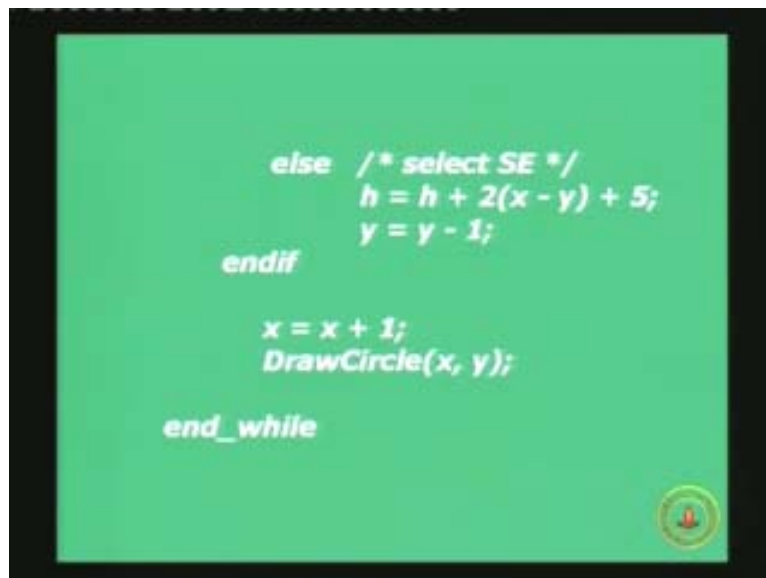 else /* select SE */
h = h + 2(x - y) + 5;
y = y - 1;
endif
x = x + 1;
DrawCircle(x, y);
end_while